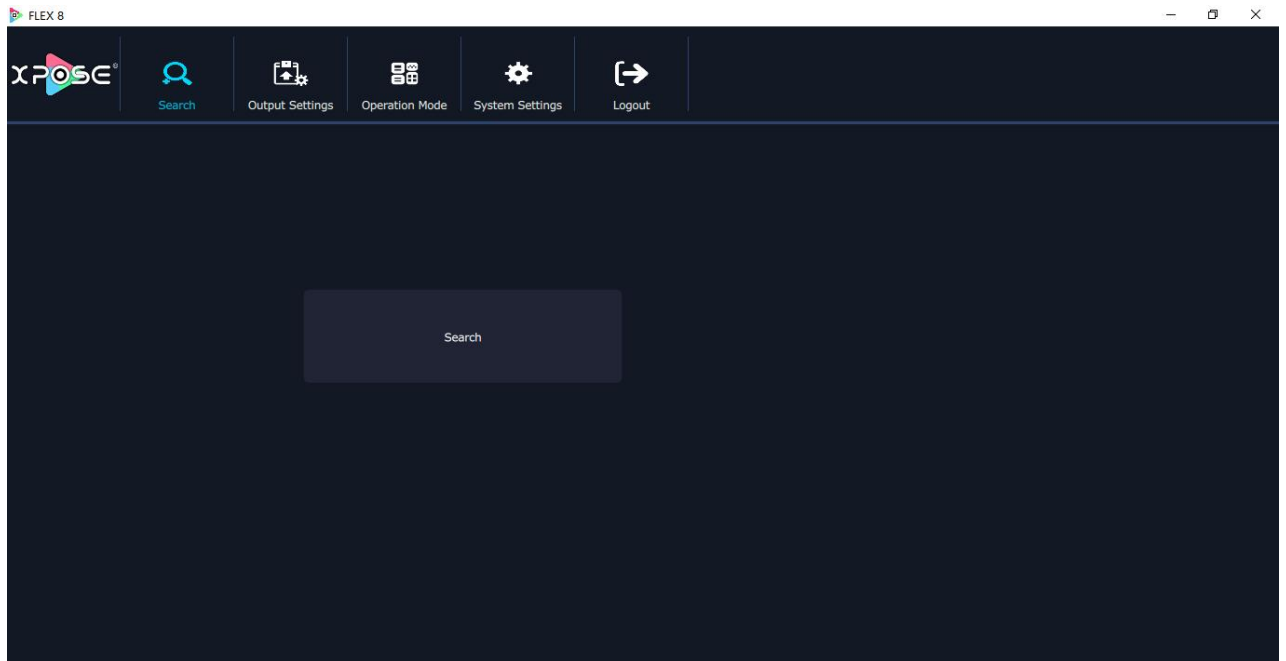 FLEX 8
XPOSE®
Search
Output Settings
Operation Mode
System Settings
Logout
Search